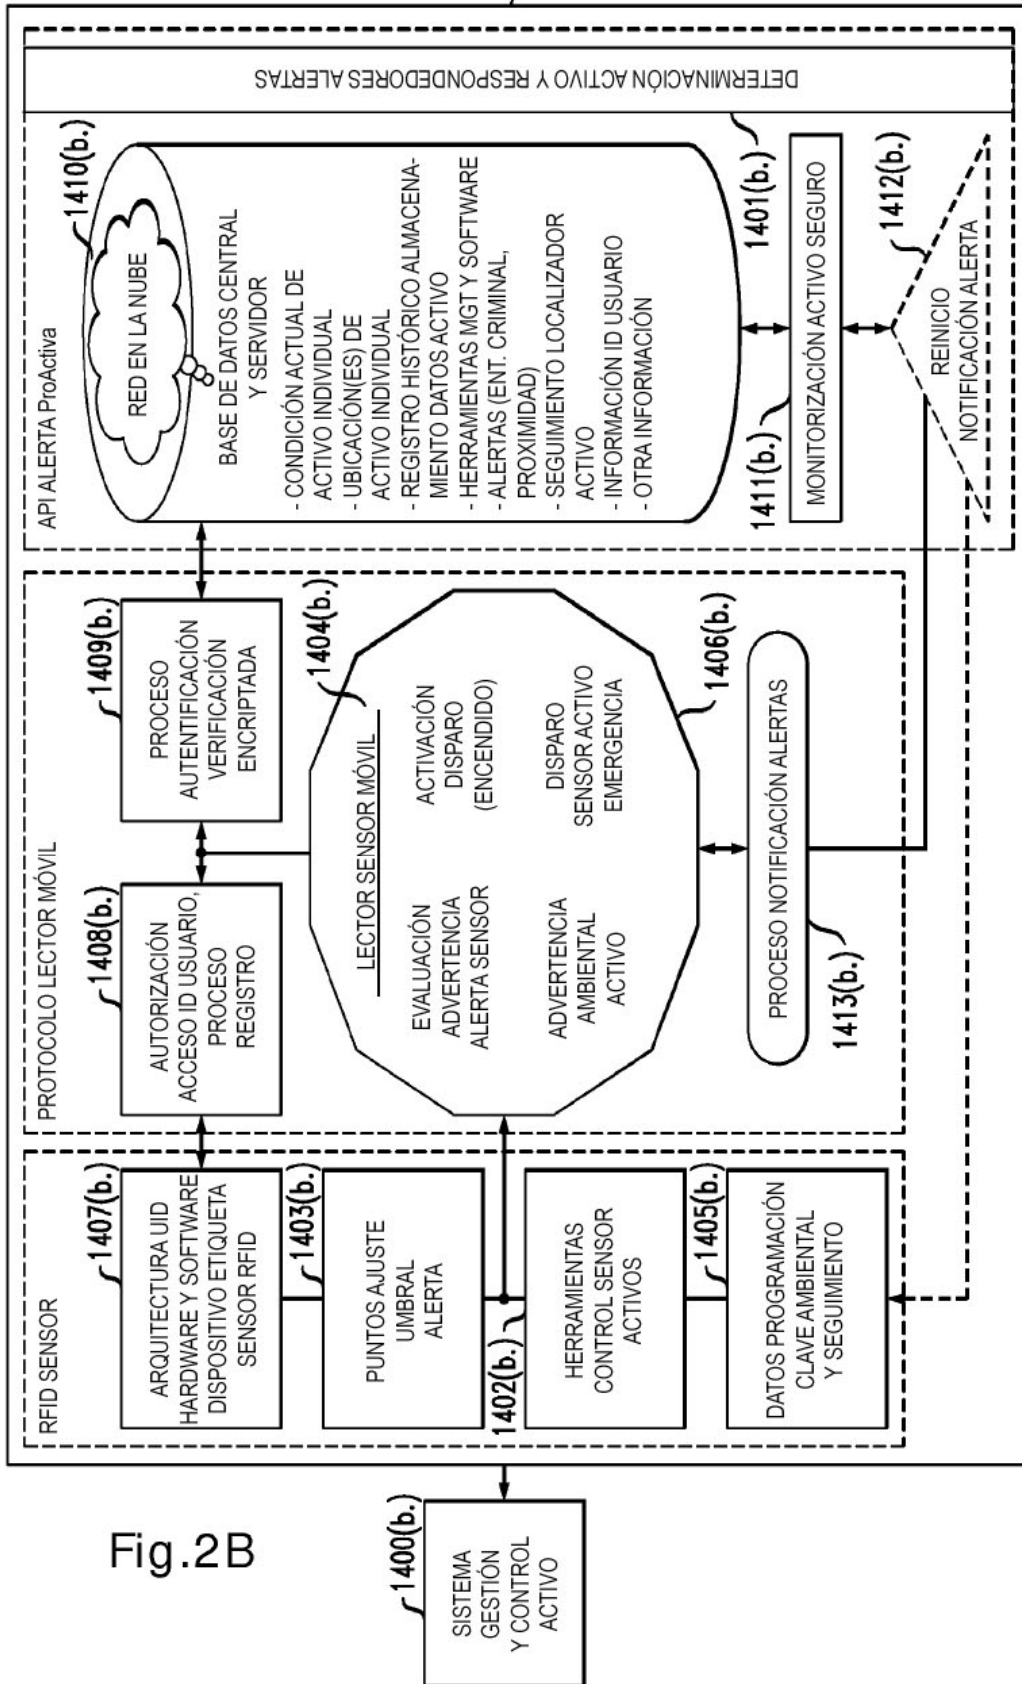 Fig.2B
1400(b.)
SISTEMA
GESTIÓN
Y CONTROL
ACTIVO
RFID SENSOR
1407(b.)
ARQUITECTURA UID
HARDWARE Y SOFTWARE
DISPOSITIVO ETIQUETA
SENSOR RFID
1403(b.)
PUNTOS AJUSTE
UMBRAL
ALERTA
1402(b.)
HERRAMIENTAS
CONTROL SENSOR
ACTIVOS
1405(b.)
DATOS PROGRAMACIÓN
CLAVE AMBIENTAL
Y SEGUIMIENTO
PROTOCOLO LECTOR MÓVIL
1408(b.)
AUTORIZACIÓN
ACCESO ID USUARIO,
PROCESO
REGISTRO
1409(b.)
PROCESO
AUTENTIFICACIÓN
VERIFICACIÓN
ENCRIPTADA
1404(b.)
LECTOR SENSOR MÓVIL
EVALUACIÓN
ADVERTENCIA
ALERTA SENSOR
ACTIVACIÓN
DISPARO
(ENCENDIDO)
ADVERTENCIA
AMBIENTAL
ACTIVO
DISPARO
SENSOR ACTIVO
EMERGENCIA
1406(b.)
PROCESO NOTIFICACIÓN ALERTAS
1413(b.)
API ALERTA ProActiva
1410(b.)
RED EN LA NUBE
BASE DE DATOS CENTRAL
Y SERVIDOR
- CONDICIÓN ACTUAL DE
ACTIVO INDIVIDUAL
- UBICACIÓN(ES) DE
ACTIVO INDIVIDUAL
- REGISTRO HISTÓRICO ALMACENA-
MIENTO DATOS ACTIVO
- HERRAMIENTAS MGT Y SOFTWARE
- ALERTAS (ENT. CRIMINAL,
PROXIMIDAD)
- SEGUIMIENTO LOCALIZADOR
ACTIVO
- INFORMACIÓN ID USUARIO
- OTRA INFORMACIÓN
1401(b.)
DETERMINACIÓN ACTIVO Y RESPONDEDORES ALERTAS
1411(b.)
MONITORIZACIÓN ACTIVO SEGURO
1412(b.)
REINICIO
NOTIFICACIÓN ALERTA